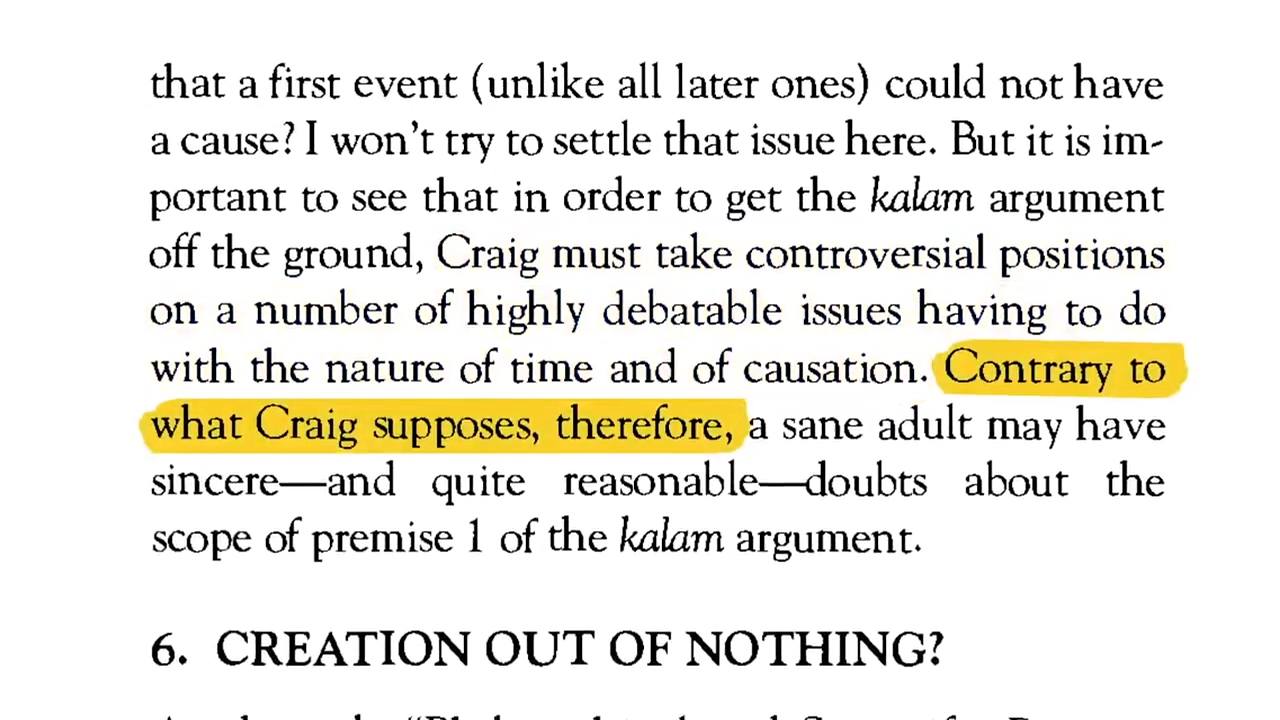 that a first event (unlike all later ones) could not have
a cause? I won't try to settle that issue here. But it is im-
portant to see that in order to get the kalam argument
off the ground, Craig must take controversial positions
on a number of highly debatable issues having to do
with the nature of time and of causation. Contrary to
what Craig supposes, therefore, a sane adult may have
sincere—and quite reasonable—doubts about the
scope of premise 1 of the kalam argument.
6. CREATION OUT OF NOTHING?